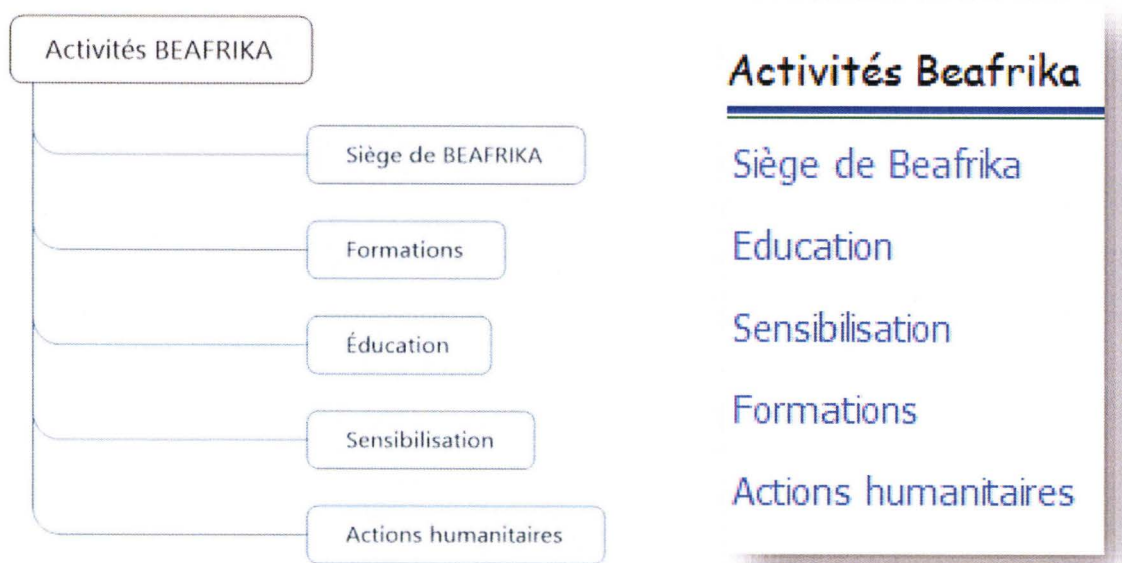 Activités BEAFRIKA
Siège de BEAFRIKA
Formations
Éducation
Sensibilisation
Actions humanitaires
Activités Beafrika
Siège de Beafrika
Education
Sensibilisation
Formations
Actions humanitaires